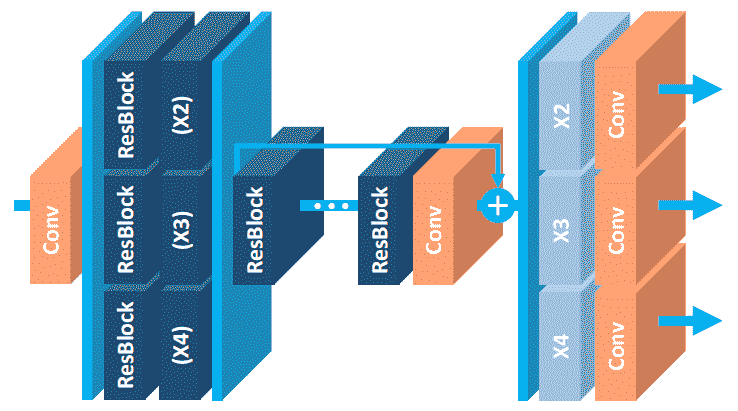 Conv
ResBlock
(X2)
ResBlock
(X3)
ResBlock
(X4)
ResBlock
ResBlock
Conv
+
X2
Conv
X3
Conv
X4
Conv